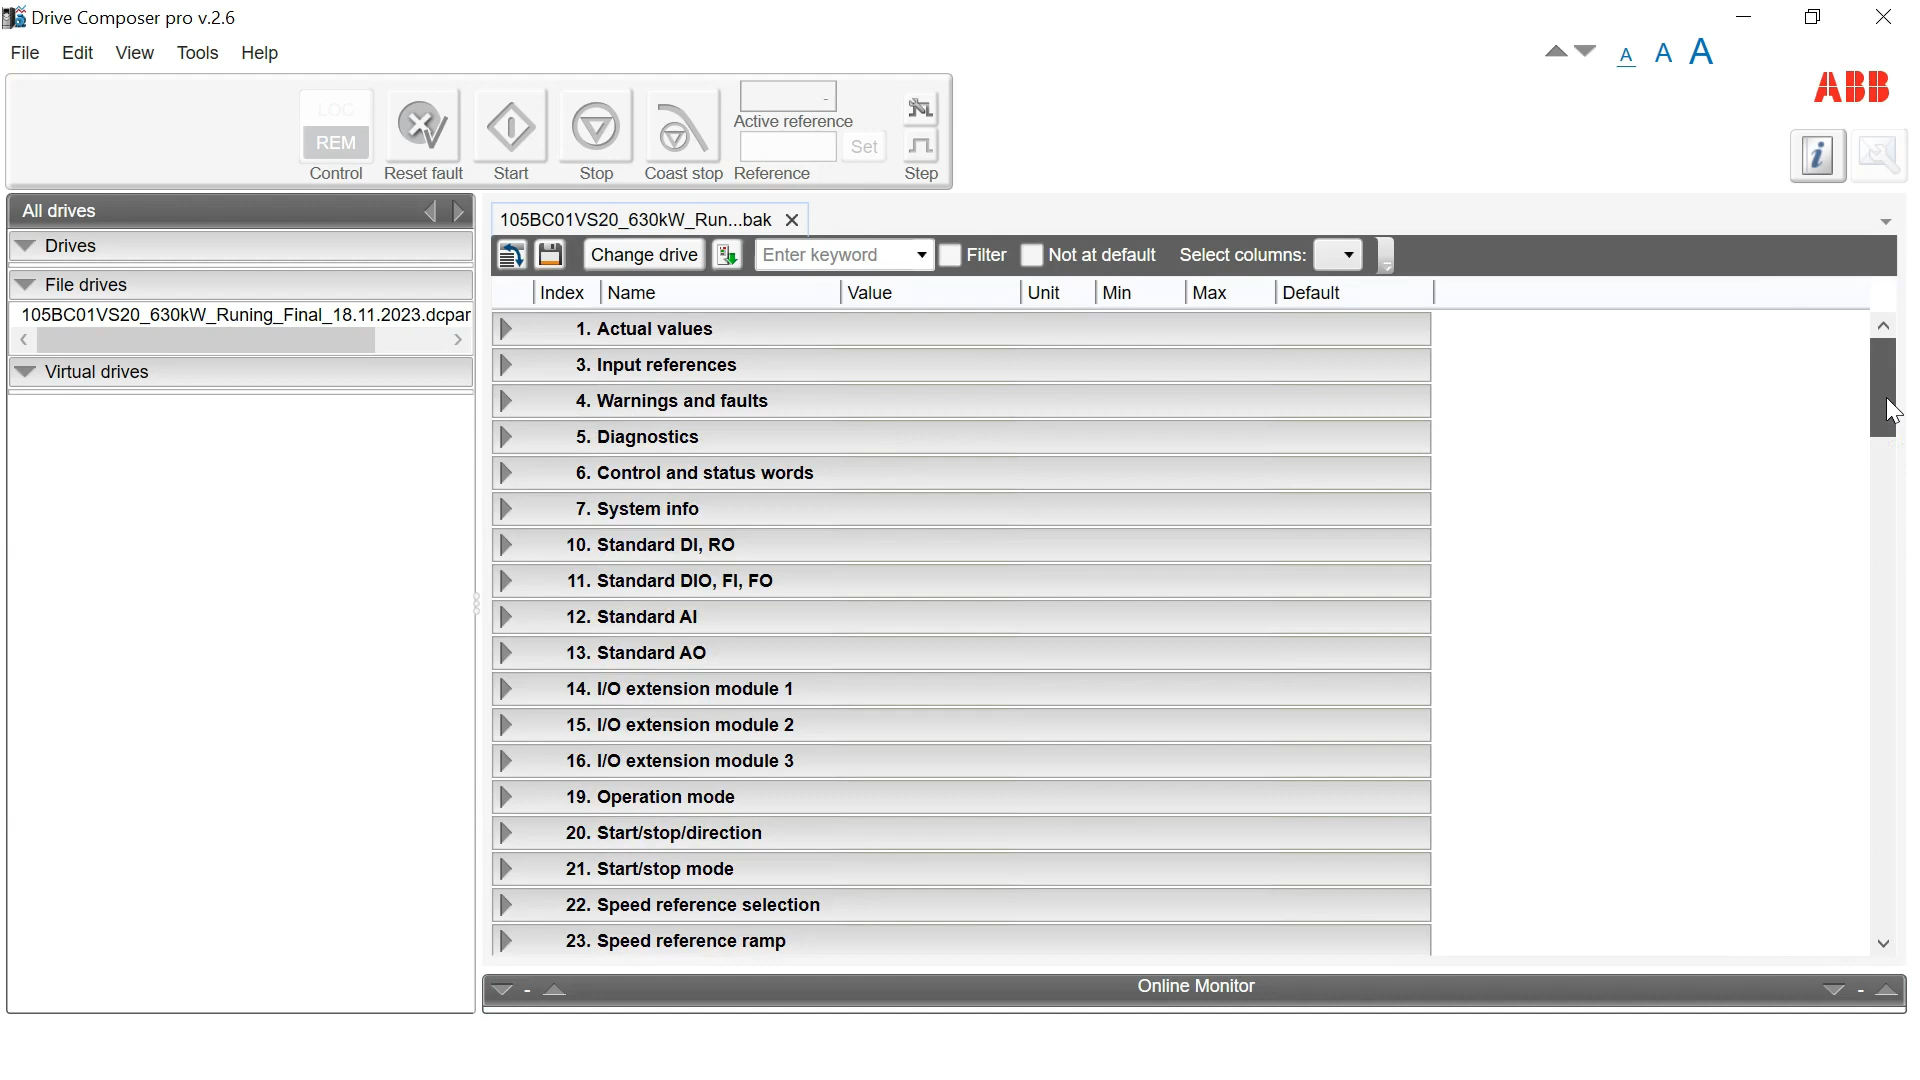 Drive Composer pro v.2.6
File Edit View Tools Help
A A A
ABB
LOC
REM
Control
Reset fault
Start
Stop
Coast stop
-
Active reference
Set
Reference
Step
i
All drives
Drives
File drives
105BC01VS20_630kW_Runing_Final_18.11.2023.dcpar
Virtual drives
105BC01VS20_630kW_Run...bak
Change drive Enter keyword Filter Not at default Select columns:
Index Name Value Unit Min Max Default
1. Actual values
3. Input references
4. Warnings and faults
5. Diagnostics
6. Control and status words
7. System info
10. Standard DI, RO
11. Standard DIO, FI, FO
12. Standard AI
13. Standard AO
14. I/O extension module 1
15. I/O extension module 2
16. I/O extension module 3
19. Operation mode
20. Start/stop/direction
21. Start/stop mode
22. Speed reference selection
23. Speed reference ramp
- Online Monitor -